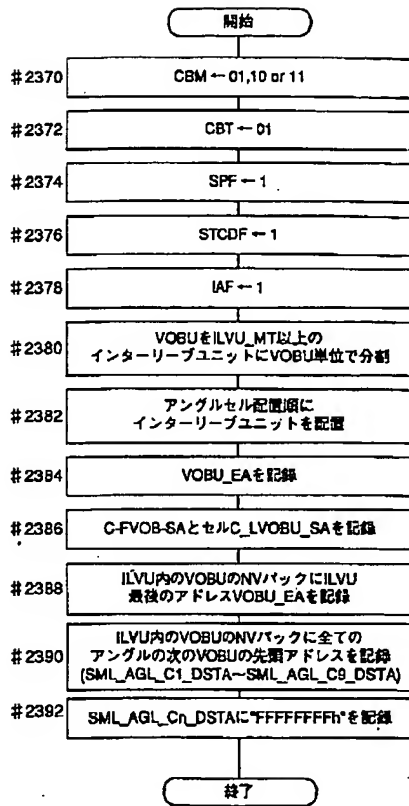 開始
#2370
CBM ← 01,10 or 11
#2372
CBT ← 01
#2374
SPF ← 1
#2376
STCDF ← 1
#2378
IAF ← 1
#2380
VOBUをILVU_MT以上の
インターリーブユニットにVOBU単位で分割
#2382
アングルセル配置順に
インターリーブユニットを配置
#2384
VOBU_EAを記録
#2386
C-FVOB-SAとセルC_LVOBU_SAを記録
#2388
ILVU内のVOBUのNVパックにILVU
最後のアドレスVOBU_EAを記録
#2390
ILVU内のVOBUのNVパックに全ての
アングルの次のVOBUの先頭アドレスを記録
(SML_AGL_C1_DSTA～SML_AGL_C9_DSTA)
#2392
SML_AGL_Cn_DSTAに"FFFFFFFFh"を記録
終了